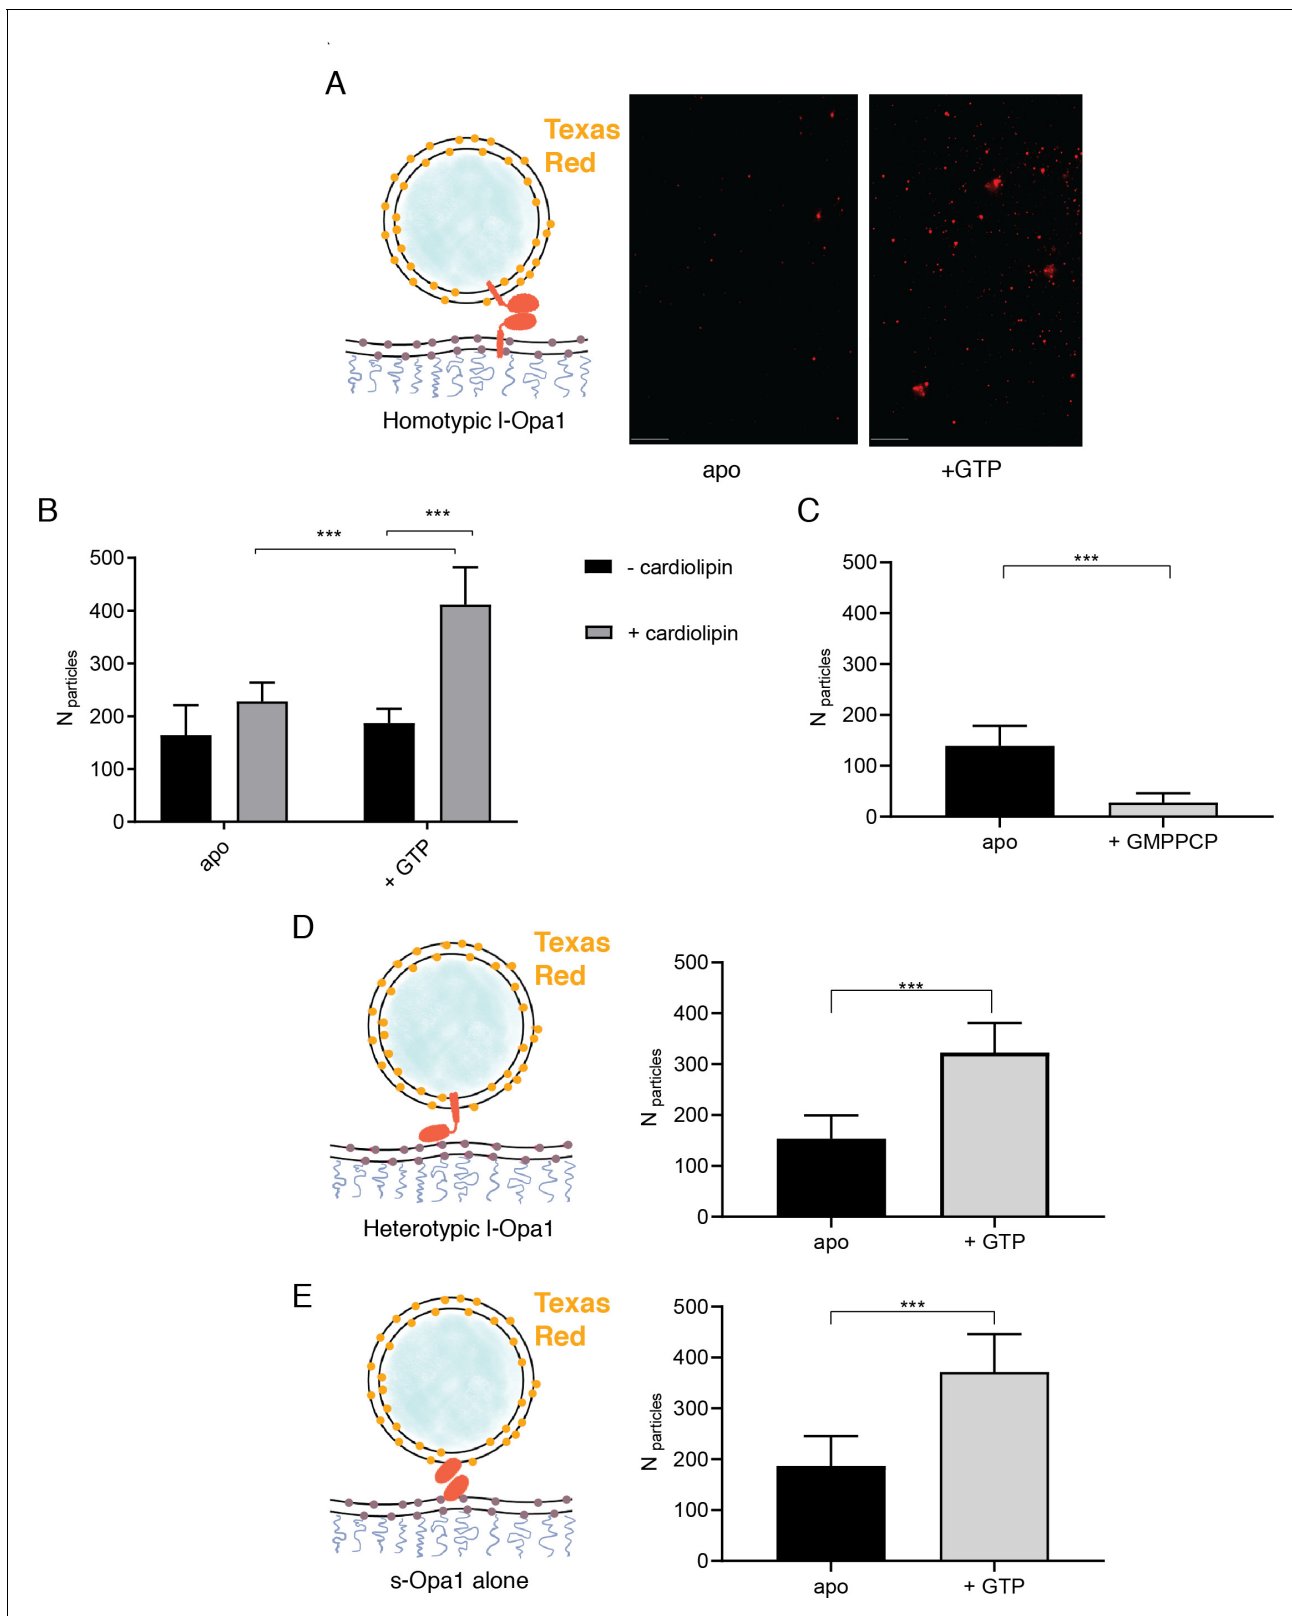 A
Texas
Red
Homotypic l-Opa1
apo
+GTP
B
***
***
500
400
300
200
100
0
N particles
apo
+ GTP
- cardiolipin
+ cardiolipin
C
***
500
400
300
200
100
0
N particles
apo
+ GMPPCP
D
Texas
Red
Heterotypic l-Opa1
***
500
400
300
200
100
0
N particles
apo
+ GTP
E
Texas
Red
s-Opa1 alone
***
500
400
300
200
100
0
N particles
apo
+ GTP